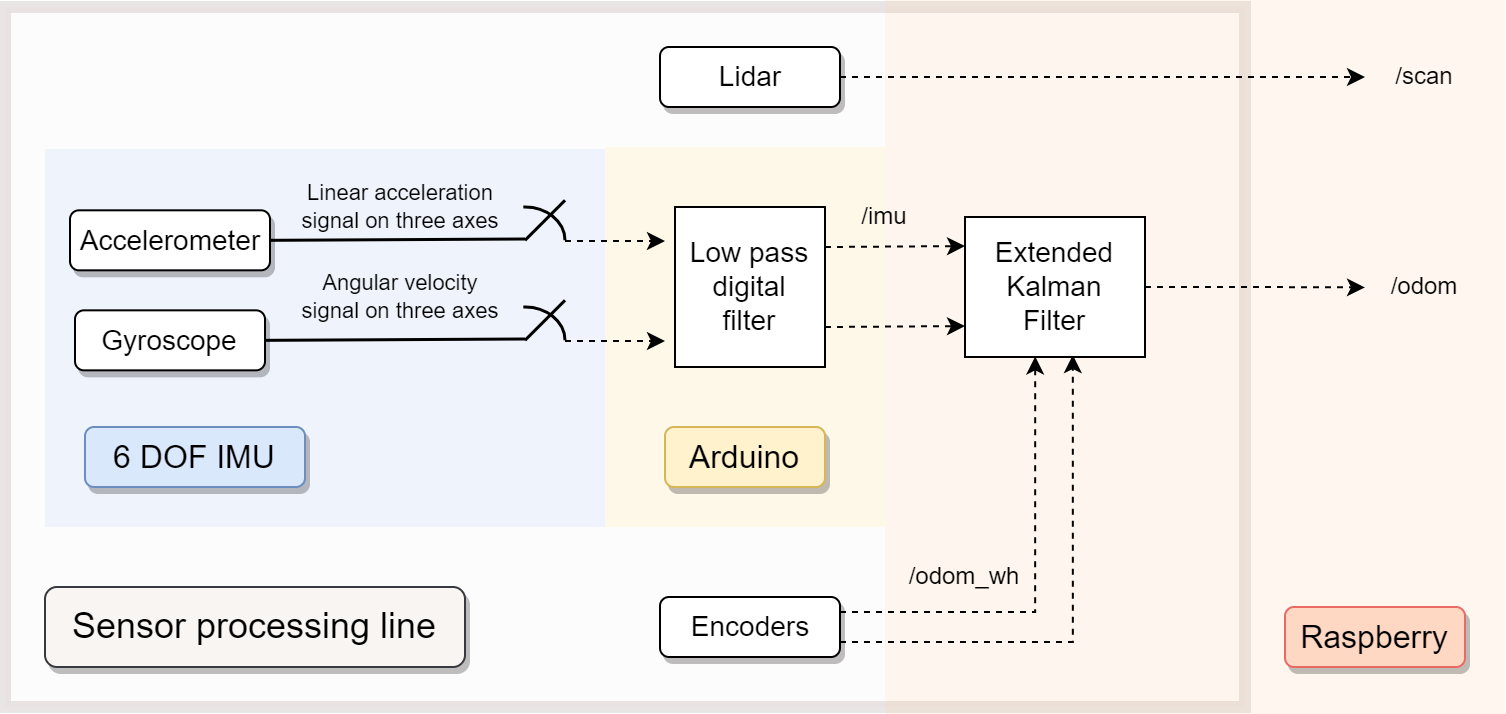 Lidar
/scan
Linear acceleration
signal on three axes
Accelerometer
Angular velocity
signal on three axes
Gyroscope
Low pass
digital
filter
/imu
Extended
Kalman
Filter
/odom
6 DOF IMU
Arduino
/odom_wh
Sensor processing line
Encoders
Raspberry